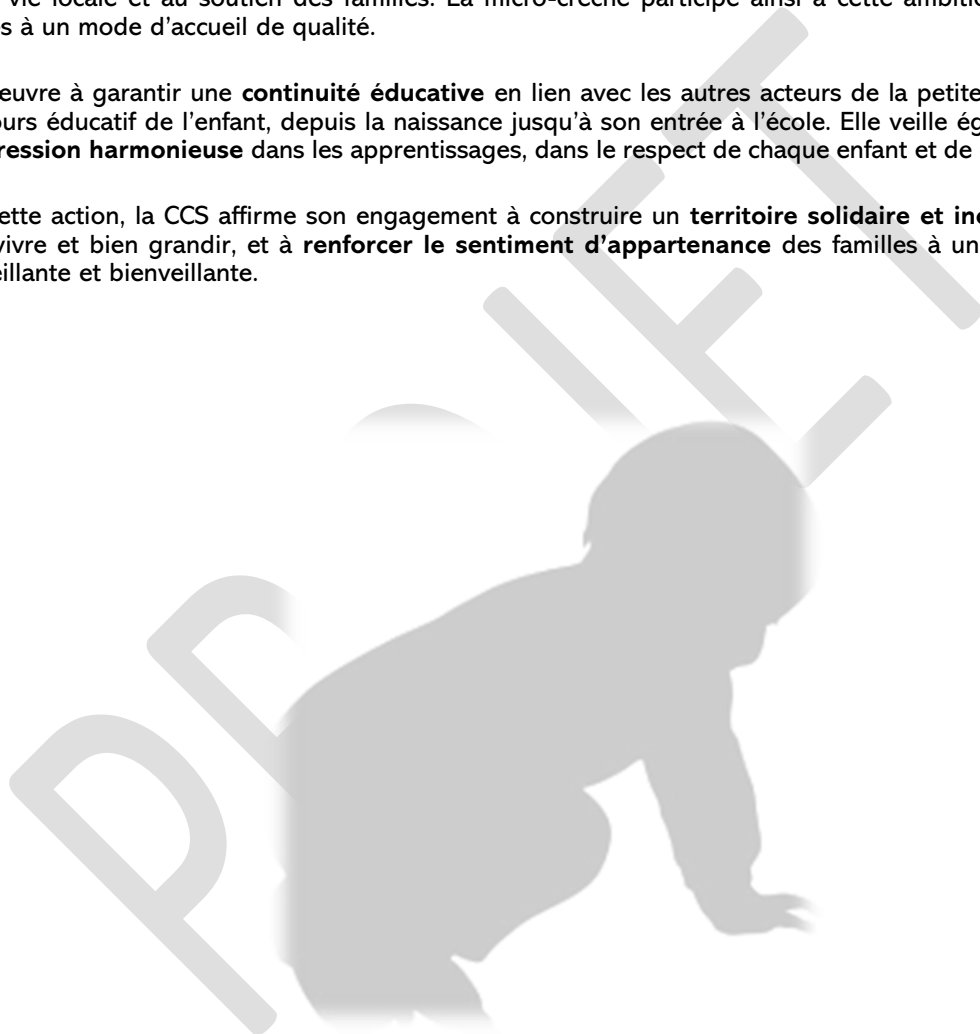 vie locale et au soutien des familles. La micro-crèche participe ainsi à cette ambition
s à un mode d'accueil de qualité.
œuvre à garantir une continuité éducative en lien avec les autres acteurs de la petite
ours éducatif de l'enfant, depuis la naissance jusqu'à son entrée à l'école. Elle veille ég
ression harmonieuse dans les apprentissages, dans le respect de chaque enfant et de
ette action, la CCS affirme son engagement à construire un territoire solidaire et inc
vivre et bien grandir, et à renforcer le sentiment d'appartenance des familles à un
eillante et bienveillante.
PROJET